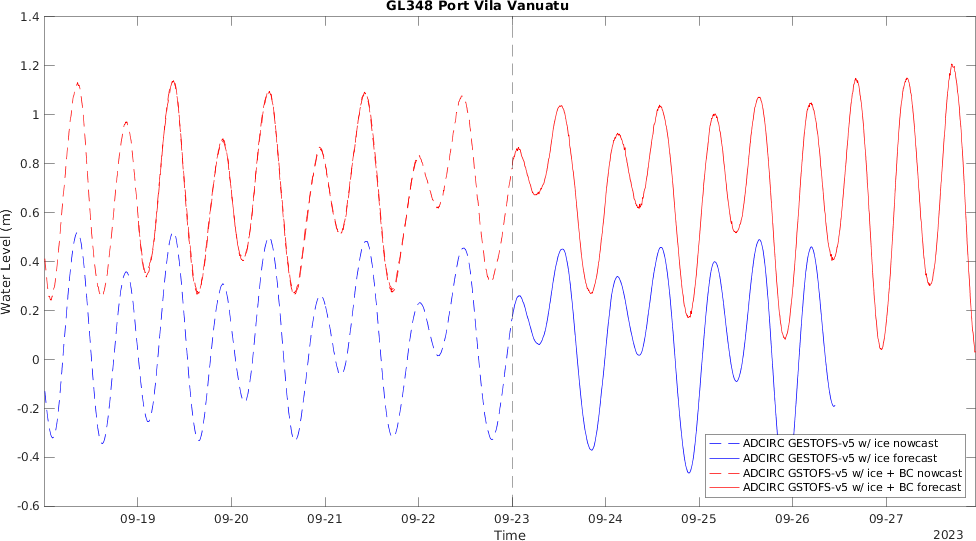 GL348 Port Vila Vanuatu
1.4
1.2
1
0.8
0.6
0.4
0.2
0
-0.2
-0.4
-0.6
Water Level (m)
ADCIRC GESTOFS-v5 w/ ice nowcast
ADCIRC GESTOFS-v5 w/ ice forecast
ADCIRC GSTOFS-v5 w/ ice + BC nowcast
ADCIRC GSTOFS-v5 w/ ice + BC forecast
09-19 09-20 09-21 09-22 09-23 09-24 09-25 09-26 09-27
Time
2023